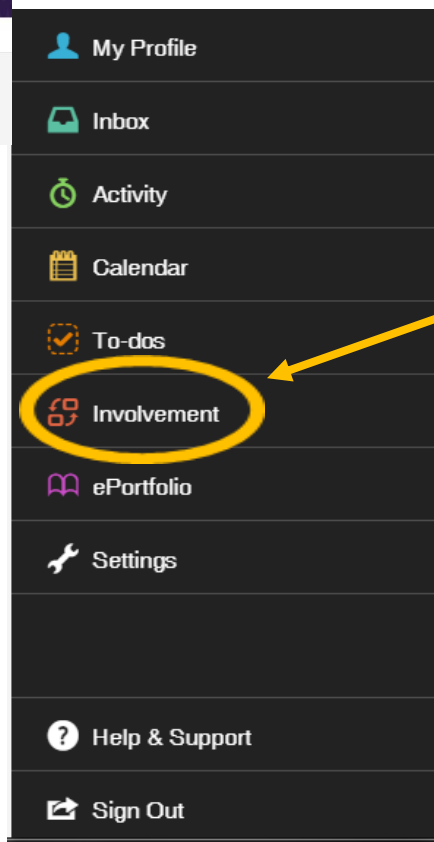 My Profile
Inbox
Activity
Calendar
To-dos
Involvement
ePortfolio
Settings
Help & Support
Sign Out